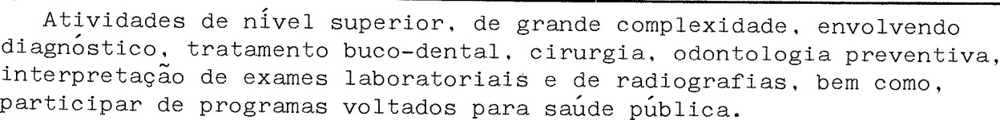 Atividades de nível superior, de grande complexidade, envolvendo
diagnóstico, tratamento buco-dental, cirurgia, odontologia preventiva,
interpretação de exames laboratoriais e de radiografias, bem como,
participar de programas voltados para saúde pública.